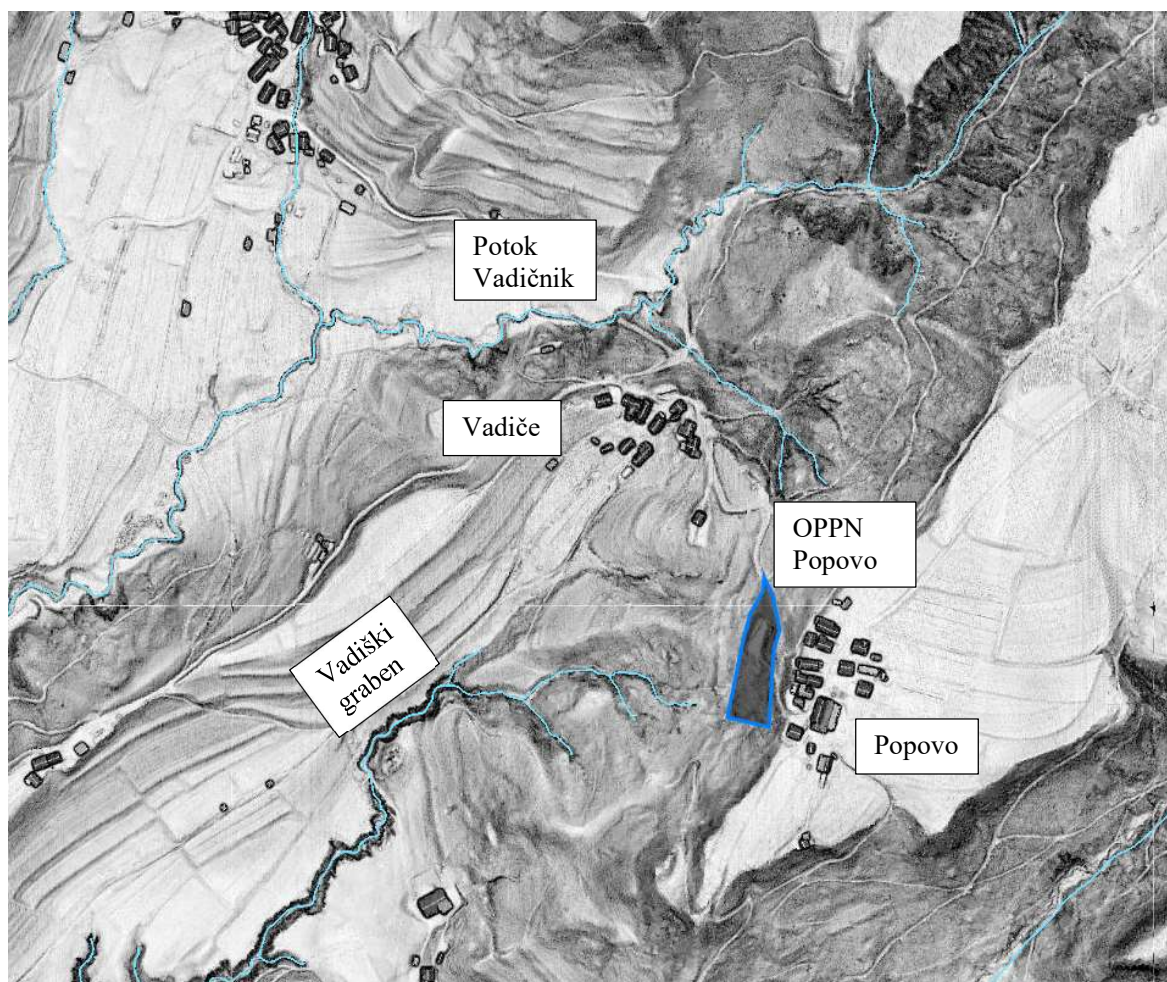 Potok
Vadičnik
Vadiče
OPPN
Popovo
Vadiški
graben
Popovo